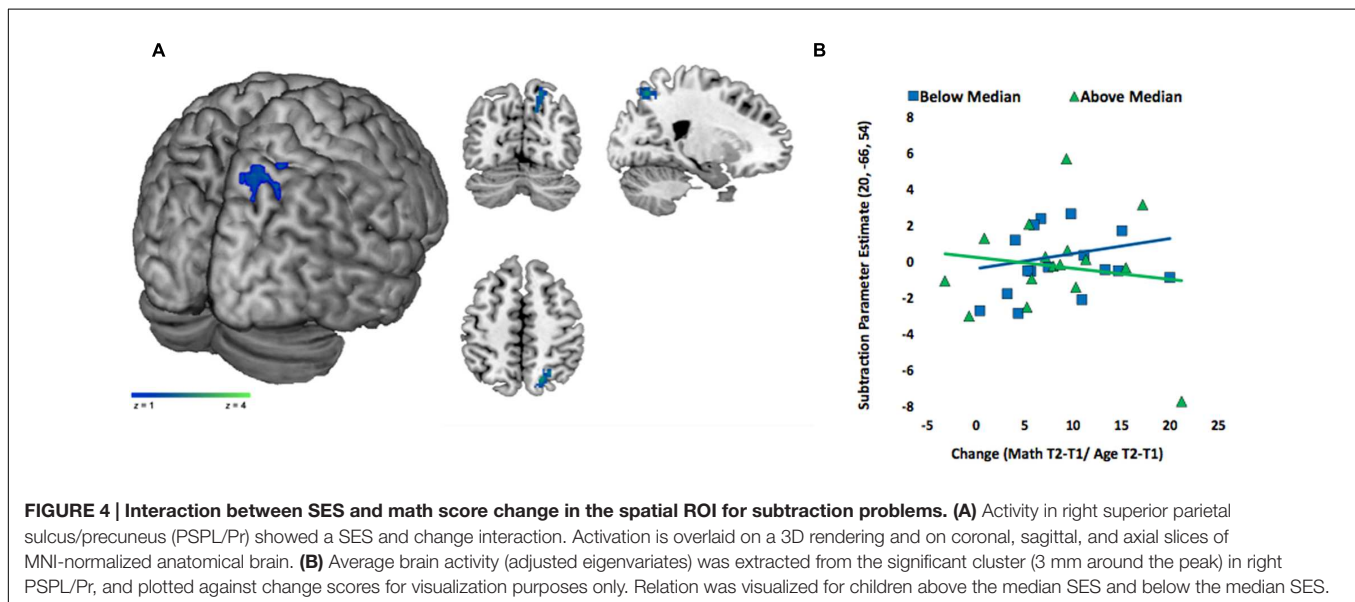 A
B
z = 1
z = 4
Below Median
Above Median
Subtraction Parameter Estimate (20, -66, 54)
8
6
4
2
0
-2
-4
-6
-8
-5
0
5
10
15
20
25
Change (Math T2-T1/ Age T2-T1)
FIGURE 4 | Interaction between SES and math score change in the spatial ROI for subtraction problems. (A) Activity in right superior parietal
sulcus/precuneus (PSPL/Pr) showed a SES and change interaction. Activation is overlaid on a 3D rendering and on coronal, sagittal, and axial slices of
MNI-normalized anatomical brain. (B) Average brain activity (adjusted eigenvariates) was extracted from the significant cluster (3 mm around the peak) in right
PSPL/Pr, and plotted against change scores for visualization purposes only. Relation was visualized for children above the median SES and below the median SES.